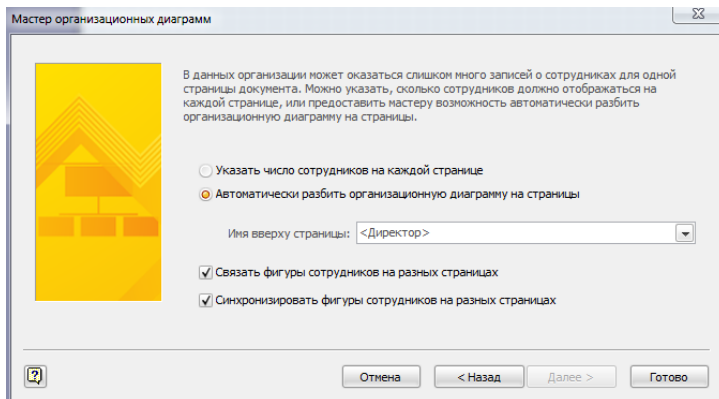 Мастер организационных диаграмм
В данных организации может оказаться слишком много записей о сотрудниках для одной
страницы документа. Можно указать, сколько сотрудников должно отображаться на
каждой странице, или предоставить мастеру возможность автоматически разбить
организационную диаграмму на страницы.
Указать число сотрудников на каждой странице
Автоматически разбить организационную диаграмму на страницы
Имя вверху страницы: <Директор>
Связать фигуры сотрудников на разных страницах
Синхронизировать фигуры сотрудников на разных страницах
? Отмена < Назад Далее > Готово